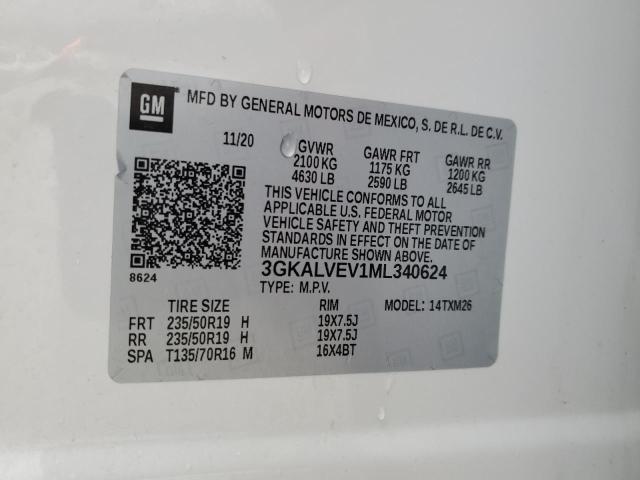 GM
MFD BY GENERAL MOTORS DE MEXICO, S. DE R.L. DE C.V.
11/20 GVWR GAWR FRT GAWR RR
2100 KG 1175 KG 1200 KG
4630 LB 2590 LB 2645 LB
THIS VEHICLE CONFORMS TO ALL
APPLICABLE U.S. FEDERAL MOTOR
VEHICLE SAFETY AND THEFT PREVENTION
STANDARDS IN EFFECT ON THE DATE OF
MANUFACTURE SHOWN ABOVE.
8624 3GKALVEV1ML340624
TYPE: M.P.V.
TIRE SIZE RIM MODEL: 14TXM26
FRT 235/50R19 H 19X7.5J
RR 235/50R19 H 19X7.5J
SPA T135/70R16 M 16X4BT